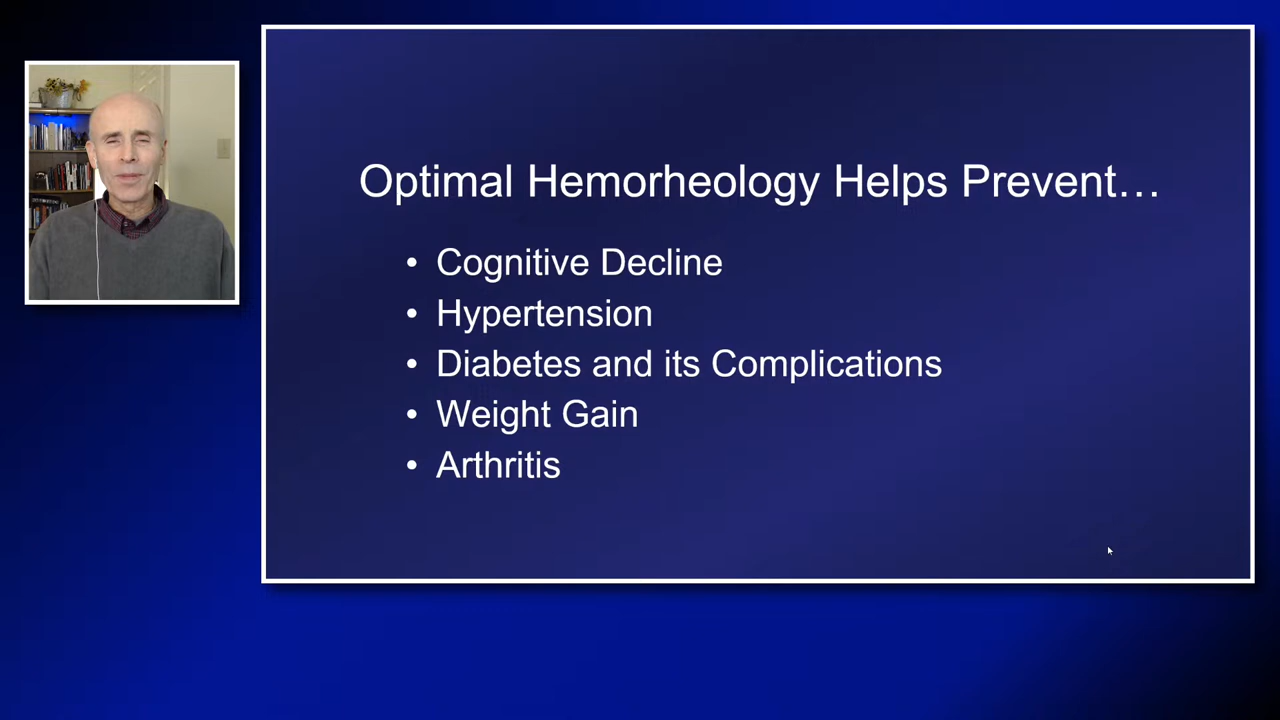 Optimal Hemorheology Helps Prevent…
• Cognitive Decline
• Hypertension
• Diabetes and its Complications
• Weight Gain
• Arthritis